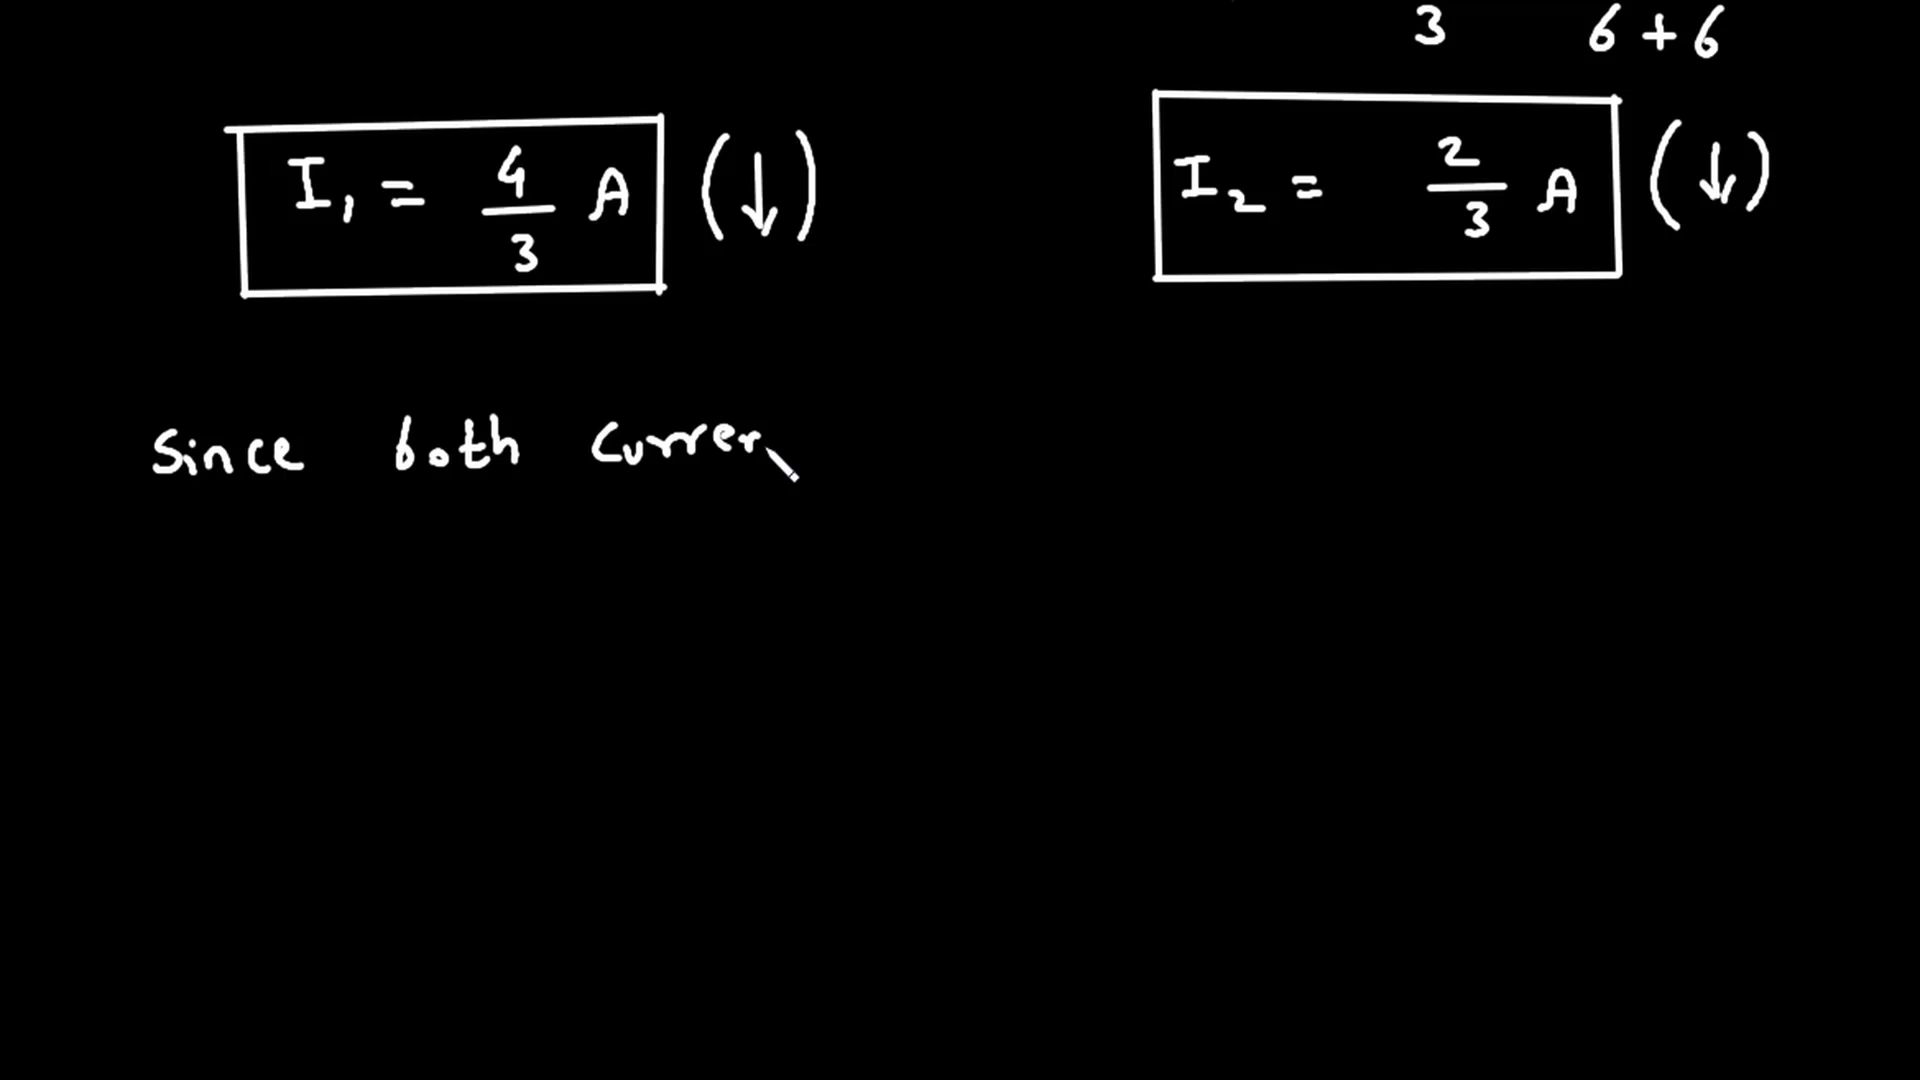 3 6 + 6
I₁ = 4/3 A (↓)
I₂ = 2/3 A (↓)
Since both Curren